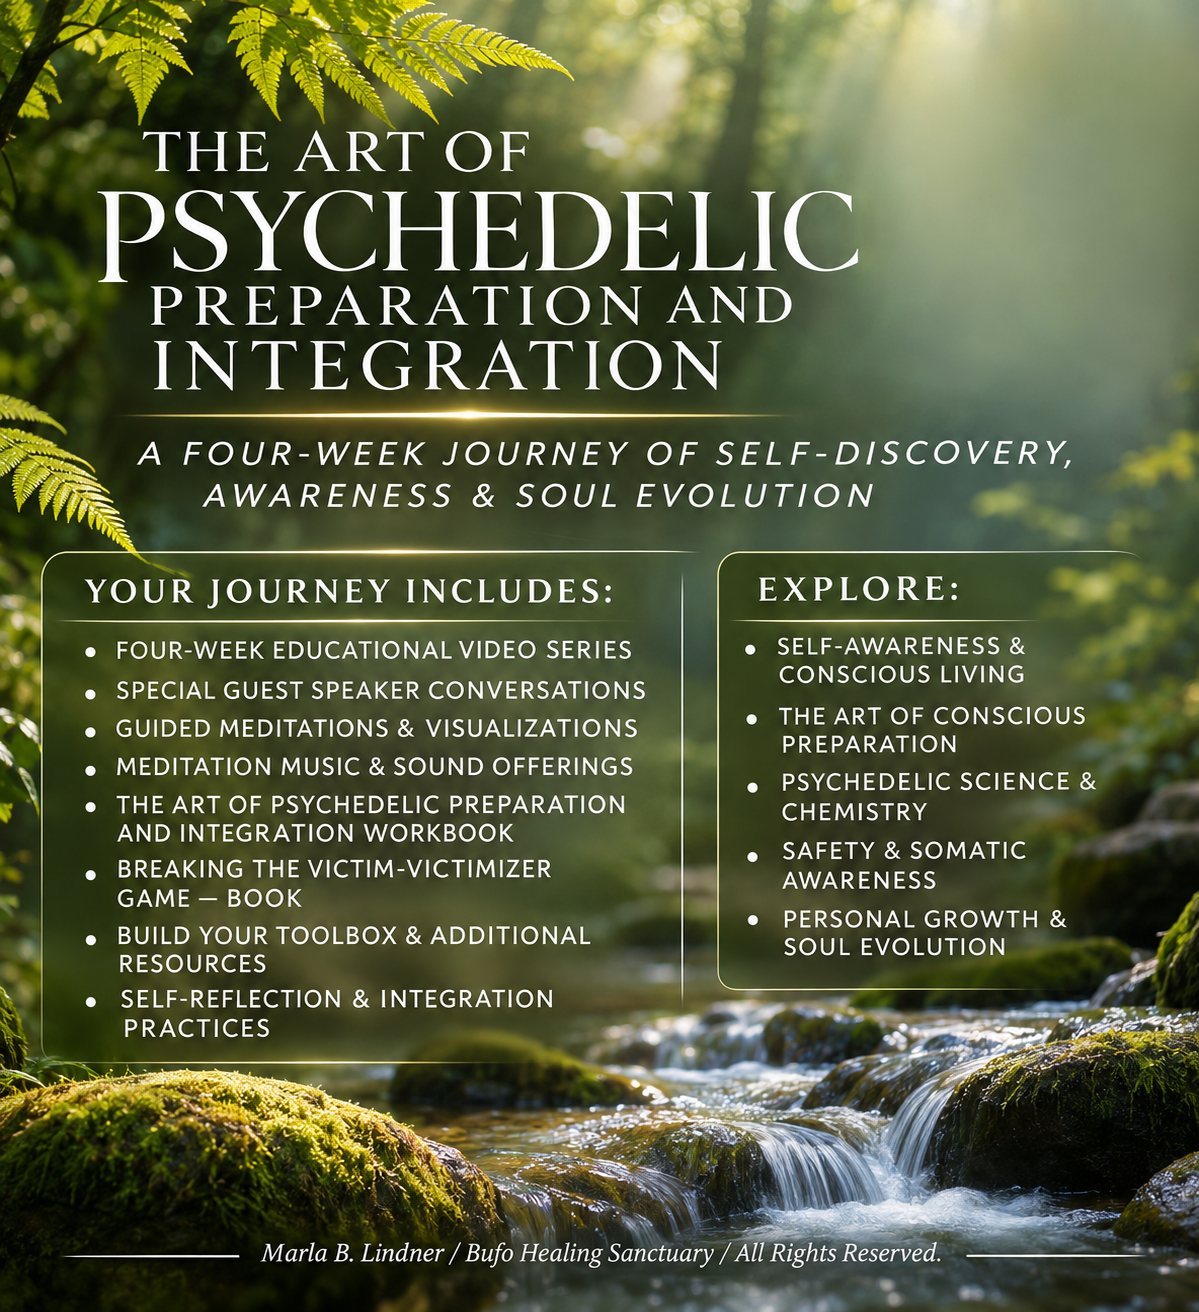 THE ART OF
PSYCHEDELIC
PREPARATION AND
INTEGRATION
A FOUR-WEEK JOURNEY OF SELF-DISCOVERY,
AWARENESS & SOUL EVOLUTION
YOUR JOURNEY INCLUDES:
• FOUR-WEEK EDUCATIONAL VIDEO SERIES
• SPECIAL GUEST SPEAKER CONVERSATIONS
• GUIDED MEDITATIONS & VISUALIZATIONS
• MEDITATION MUSIC & SOUND OFFERINGS
• THE ART OF PSYCHEDELIC PREPARATION
AND INTEGRATION WORKBOOK
• BREAKING THE VICTIM-VICTIMIZER
GAME — BOOK
• BUILD YOUR TOOLBOX & ADDITIONAL
RESOURCES
• SELF-REFLECTION & INTEGRATION
PRACTICES
EXPLORE:
• SELF-AWARENESS &
CONSCIOUS LIVING
• THE ART OF CONSCIOUS
PREPARATION
• PSYCHEDELIC SCIENCE &
CHEMISTRY
• SAFETY & SOMATIC
AWARENESS
• PERSONAL GROWTH &
SOUL EVOLUTION
Marla B. Lindner / Bufo Healing Sanctuary / All Rights Reserved.